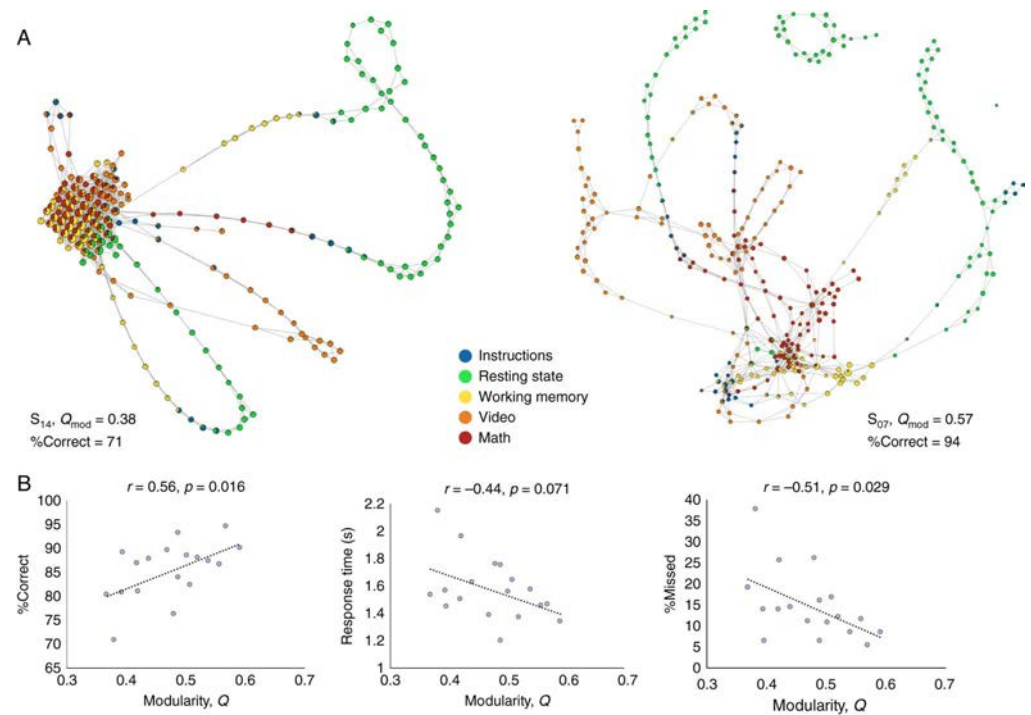 A
Instructions
Resting state
Working memory
Video
Math
S14, Qmod = 0.38
%Correct = 71
S07, Qmod = 0.57
%Correct = 94
B
r = 0.56, p = 0.016
100
95
90
85
80
75
70
65
%Correct
0.3 0.4 0.5 0.6 0.7
Modularity, Q
r = −0.44, p = 0.071
2.2
2
1.8
1.6
1.4
1.2
1
Response time (s)
0.3 0.4 0.5 0.6 0.7
Modularity, Q
r = −0.51, p = 0.029
40
35
30
25
20
15
10
5
0
%Missed
0.3 0.4 0.5 0.6 0.7
Modularity, Q